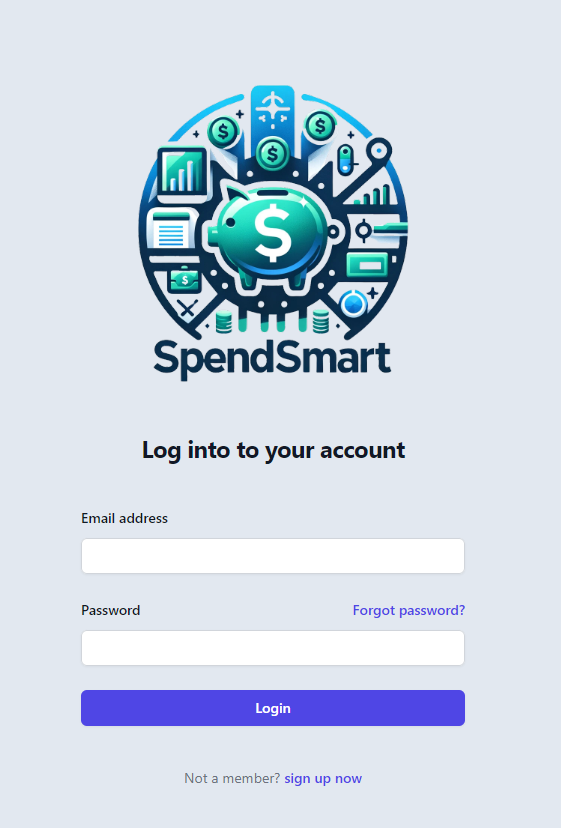 $
$
$
$
$
SpendSmart
Log into to your account
Email address
Password
Forgot password?
Login
Not a member? sign up now